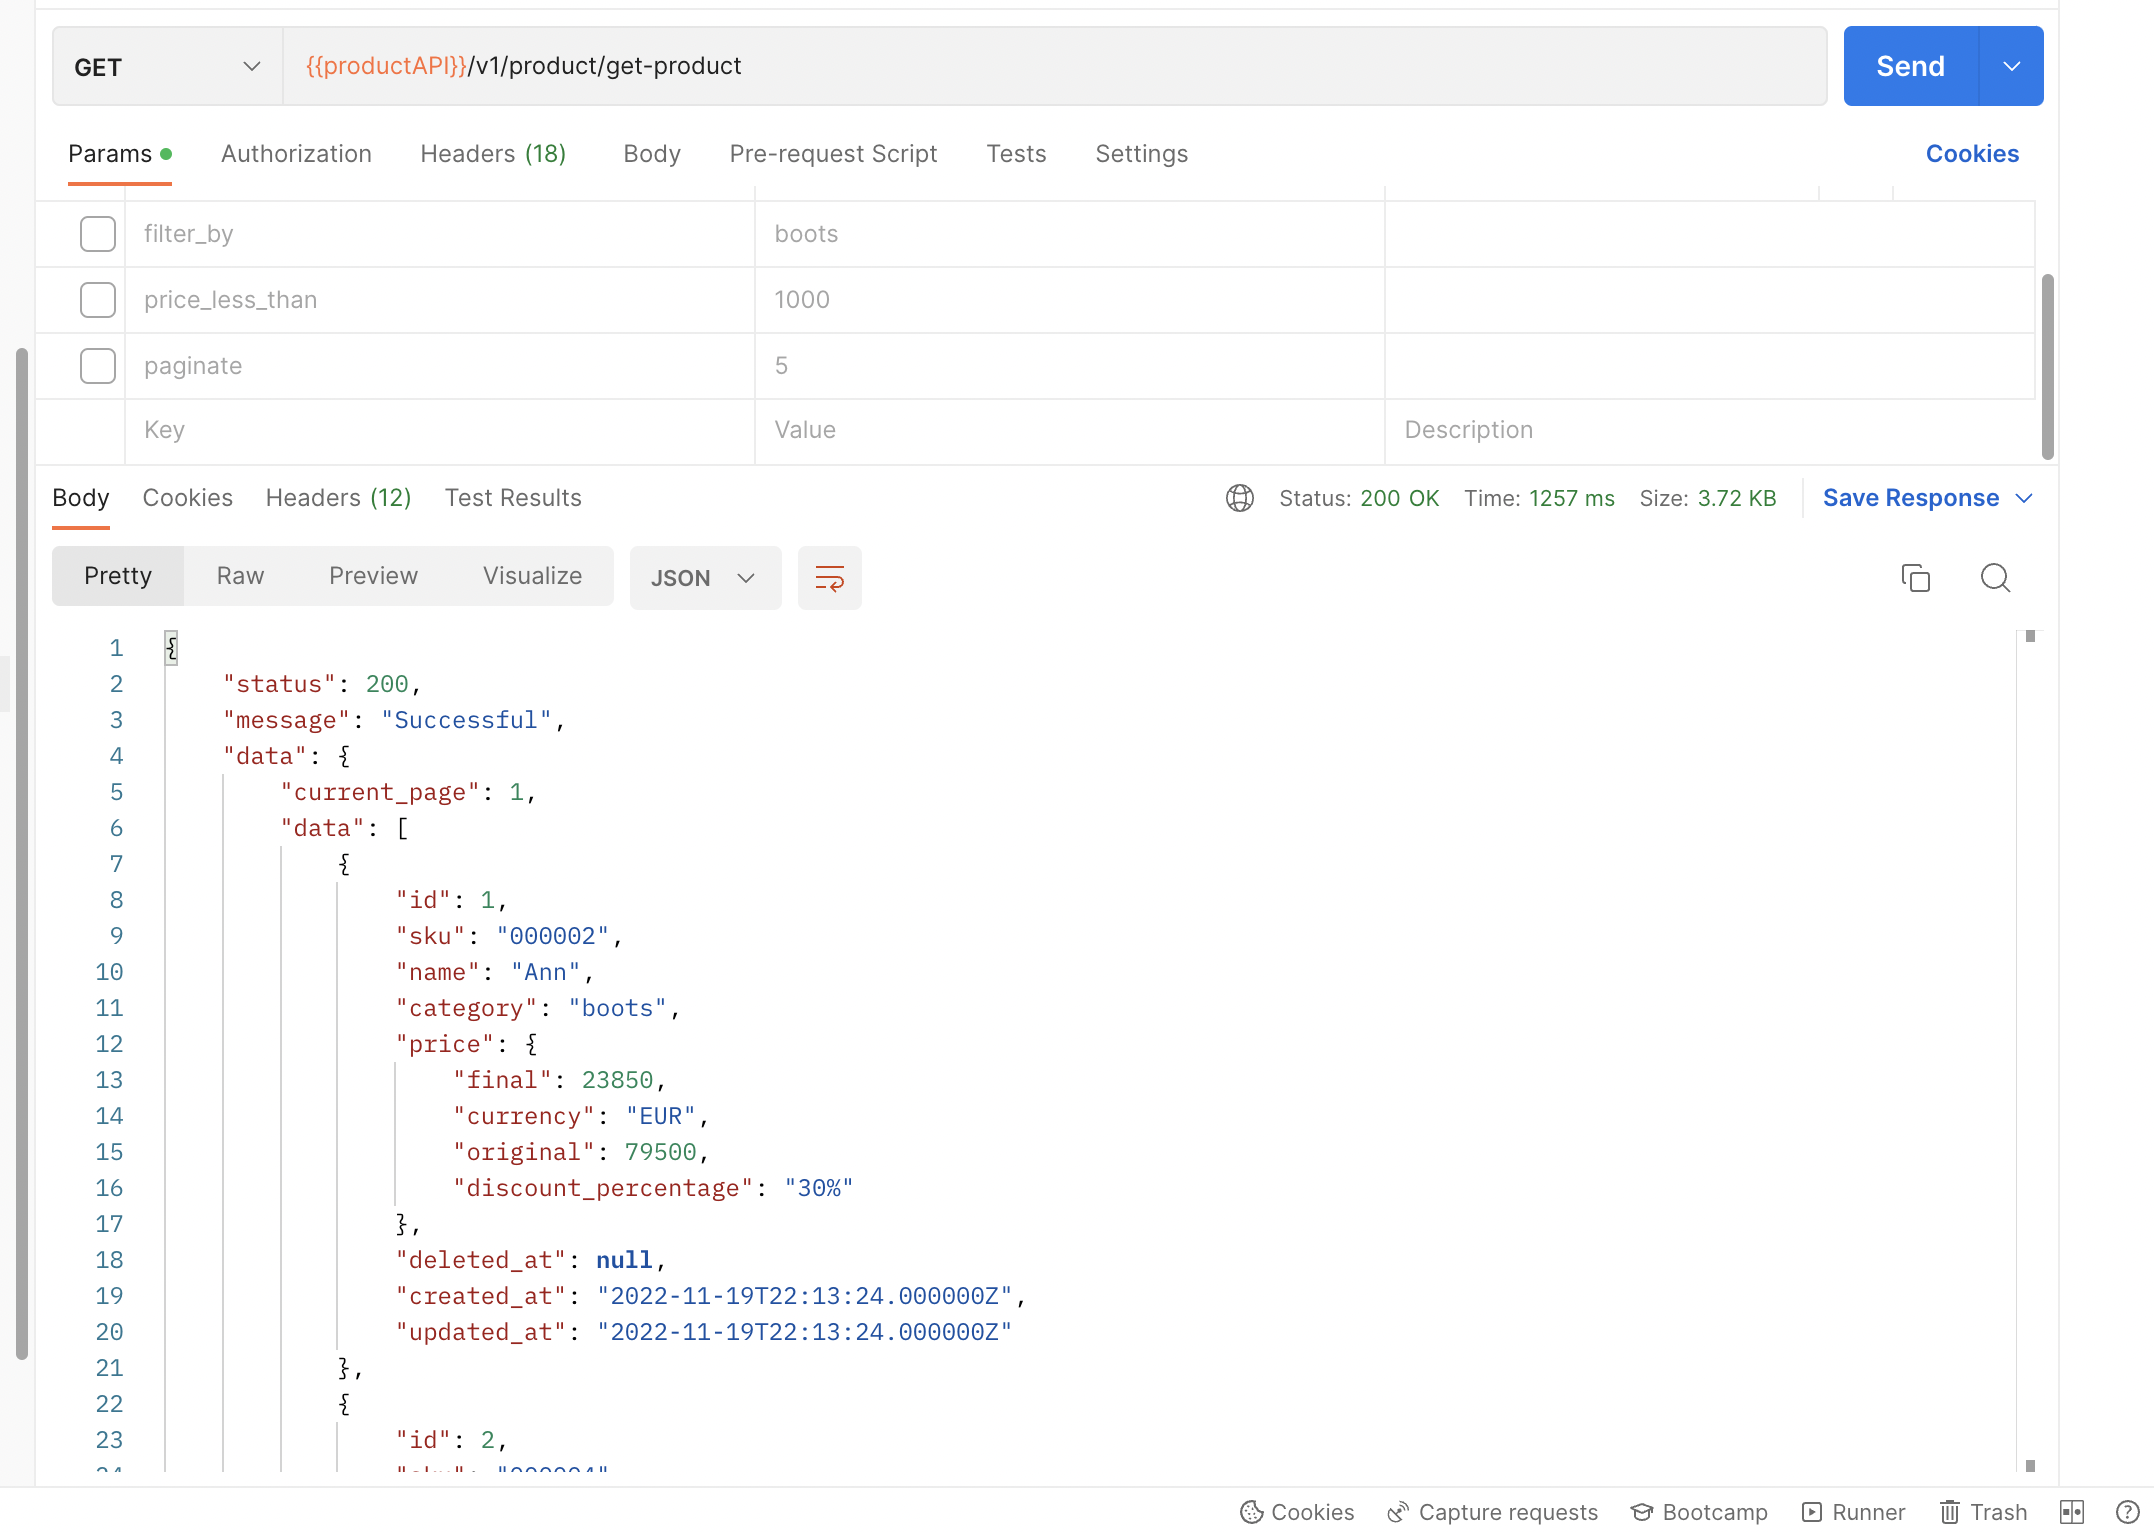 GET {{productAPI}}/v1/product/get-product Send
Params Authorization Headers (18) Body Pre-request Script Tests Settings Cookies
filter_by boots
price_less_than 1000
paginate 5
Key Value Description
Body Cookies Headers (12) Test Results Status: 200 OK Time: 1257 ms Size: 3.72 KB Save Response
Pretty Raw Preview Visualize JSON
1 {
2 "status": 200,
3 "message": "Successful",
4 "data": {
5 "current_page": 1,
6 "data": [
7 {
8 "id": 1,
9 "sku": "000002",
10 "name": "Ann",
11 "category": "boots",
12 "price": {
13 "final": 23850,
14 "currency": "EUR",
15 "original": 79500,
16 "discount_percentage": "30%"
17 },
18 "deleted_at": null,
19 "created_at": "2022-11-19T22:13:24.000000Z",
20 "updated_at": "2022-11-19T22:13:24.000000Z"
21 },
22 {
23 "id": 2,
Cookies Capture requests Bootcamp Runner Trash